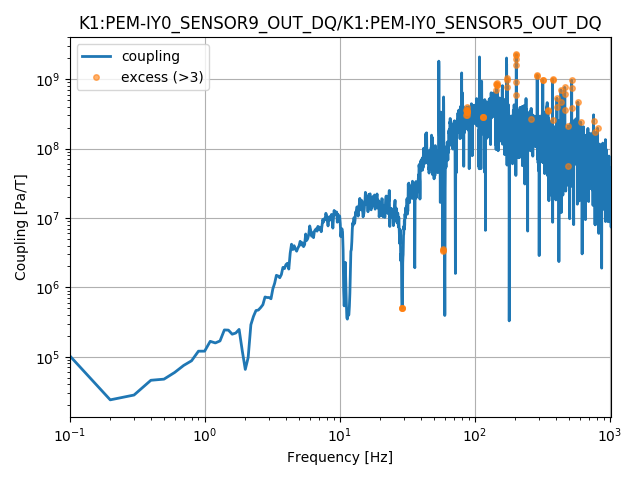 K1:PEM-IY0_SENSOR9_OUT_DQ/K1:PEM-IY0_SENSOR5_OUT_DQ
coupling
excess (>3)
Coupling [Pa/T]
10⁹
10⁸
10⁷
10⁶
10⁵
10⁻¹ 10⁰ 10¹ 10² 10³
Frequency [Hz]